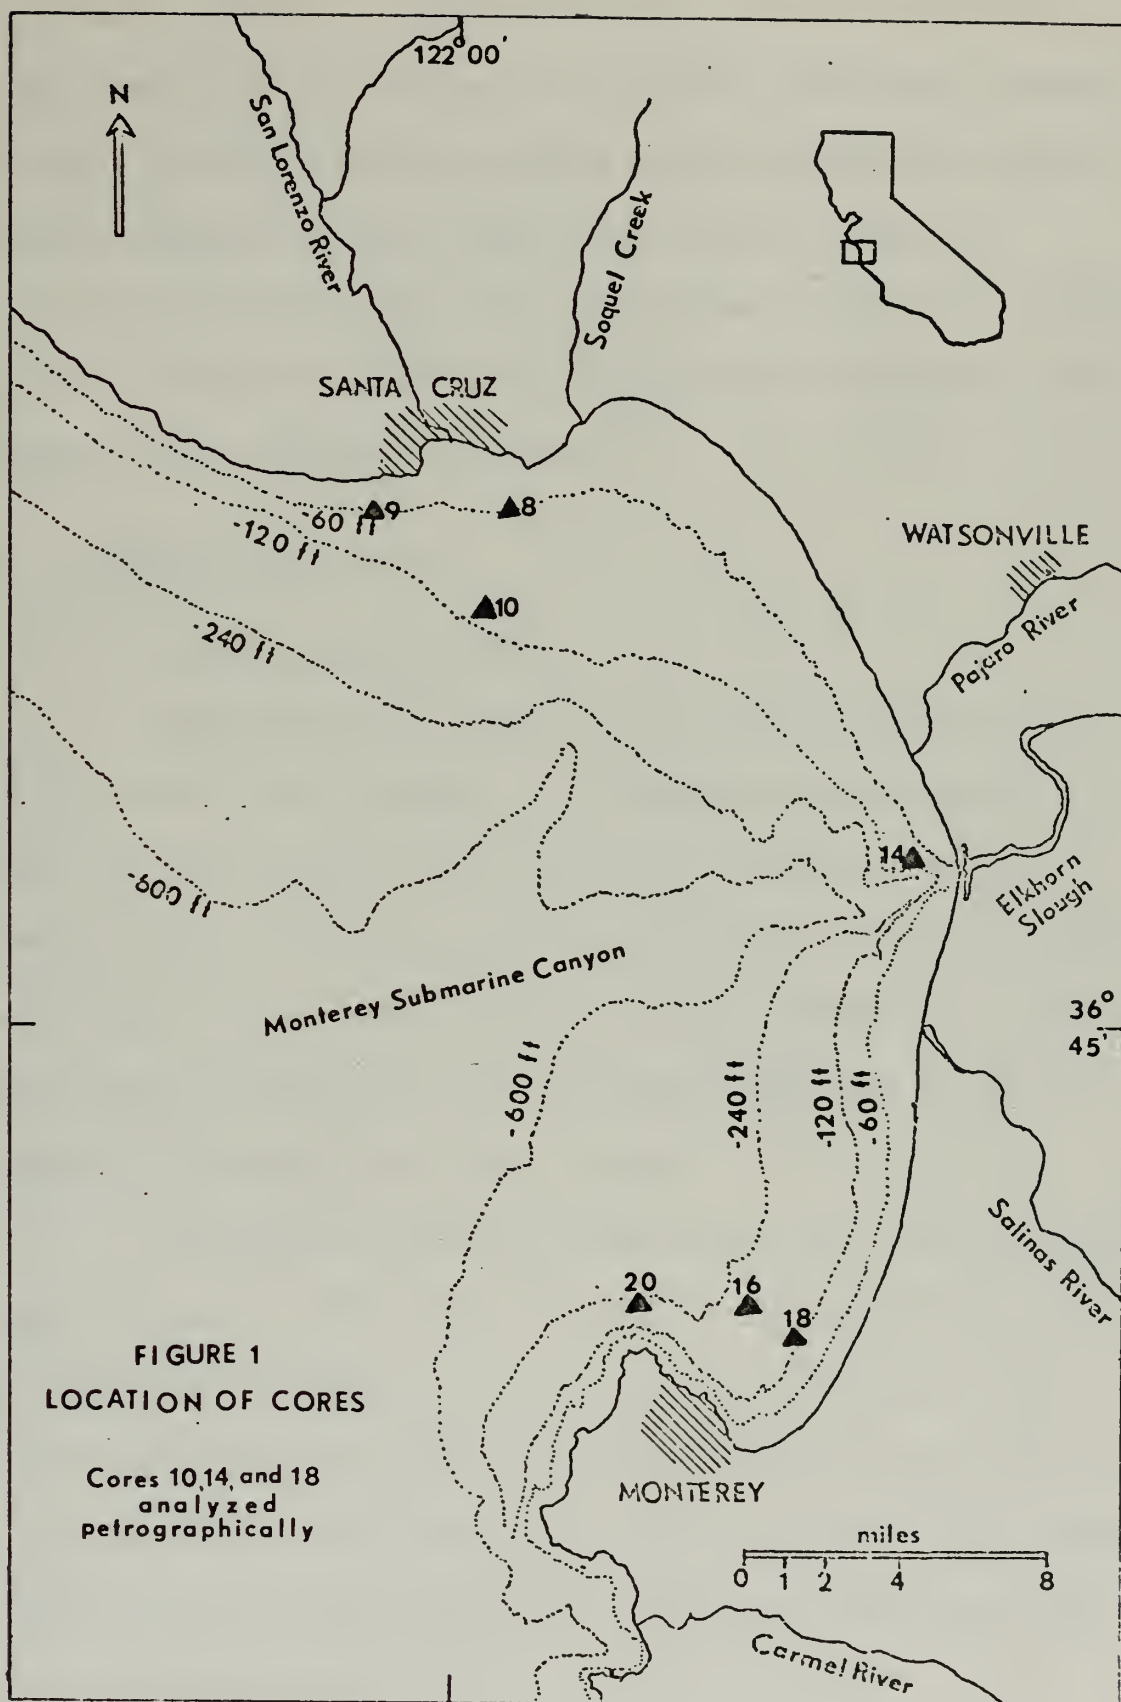 122°00'
N
San Lorenzo River
Soquel Creek
SANTA CRUZ
9
8
-60 ft
-120 ft
WATSONVILLE
10
-240 ft
Pajaro River
14
-600 ft
Elkhorn
Slough
Monterey Submarine Canyon
36°
45'
-600 ft
-240 ft
-120 ft
-60 ft
Salinas River
20
16
18
FIGURE 1
LOCATION OF CORES
Cores 10,14, and 18
analyzed
petrographically
MONTEREY
miles
0 1 2 4 8
Carmel River